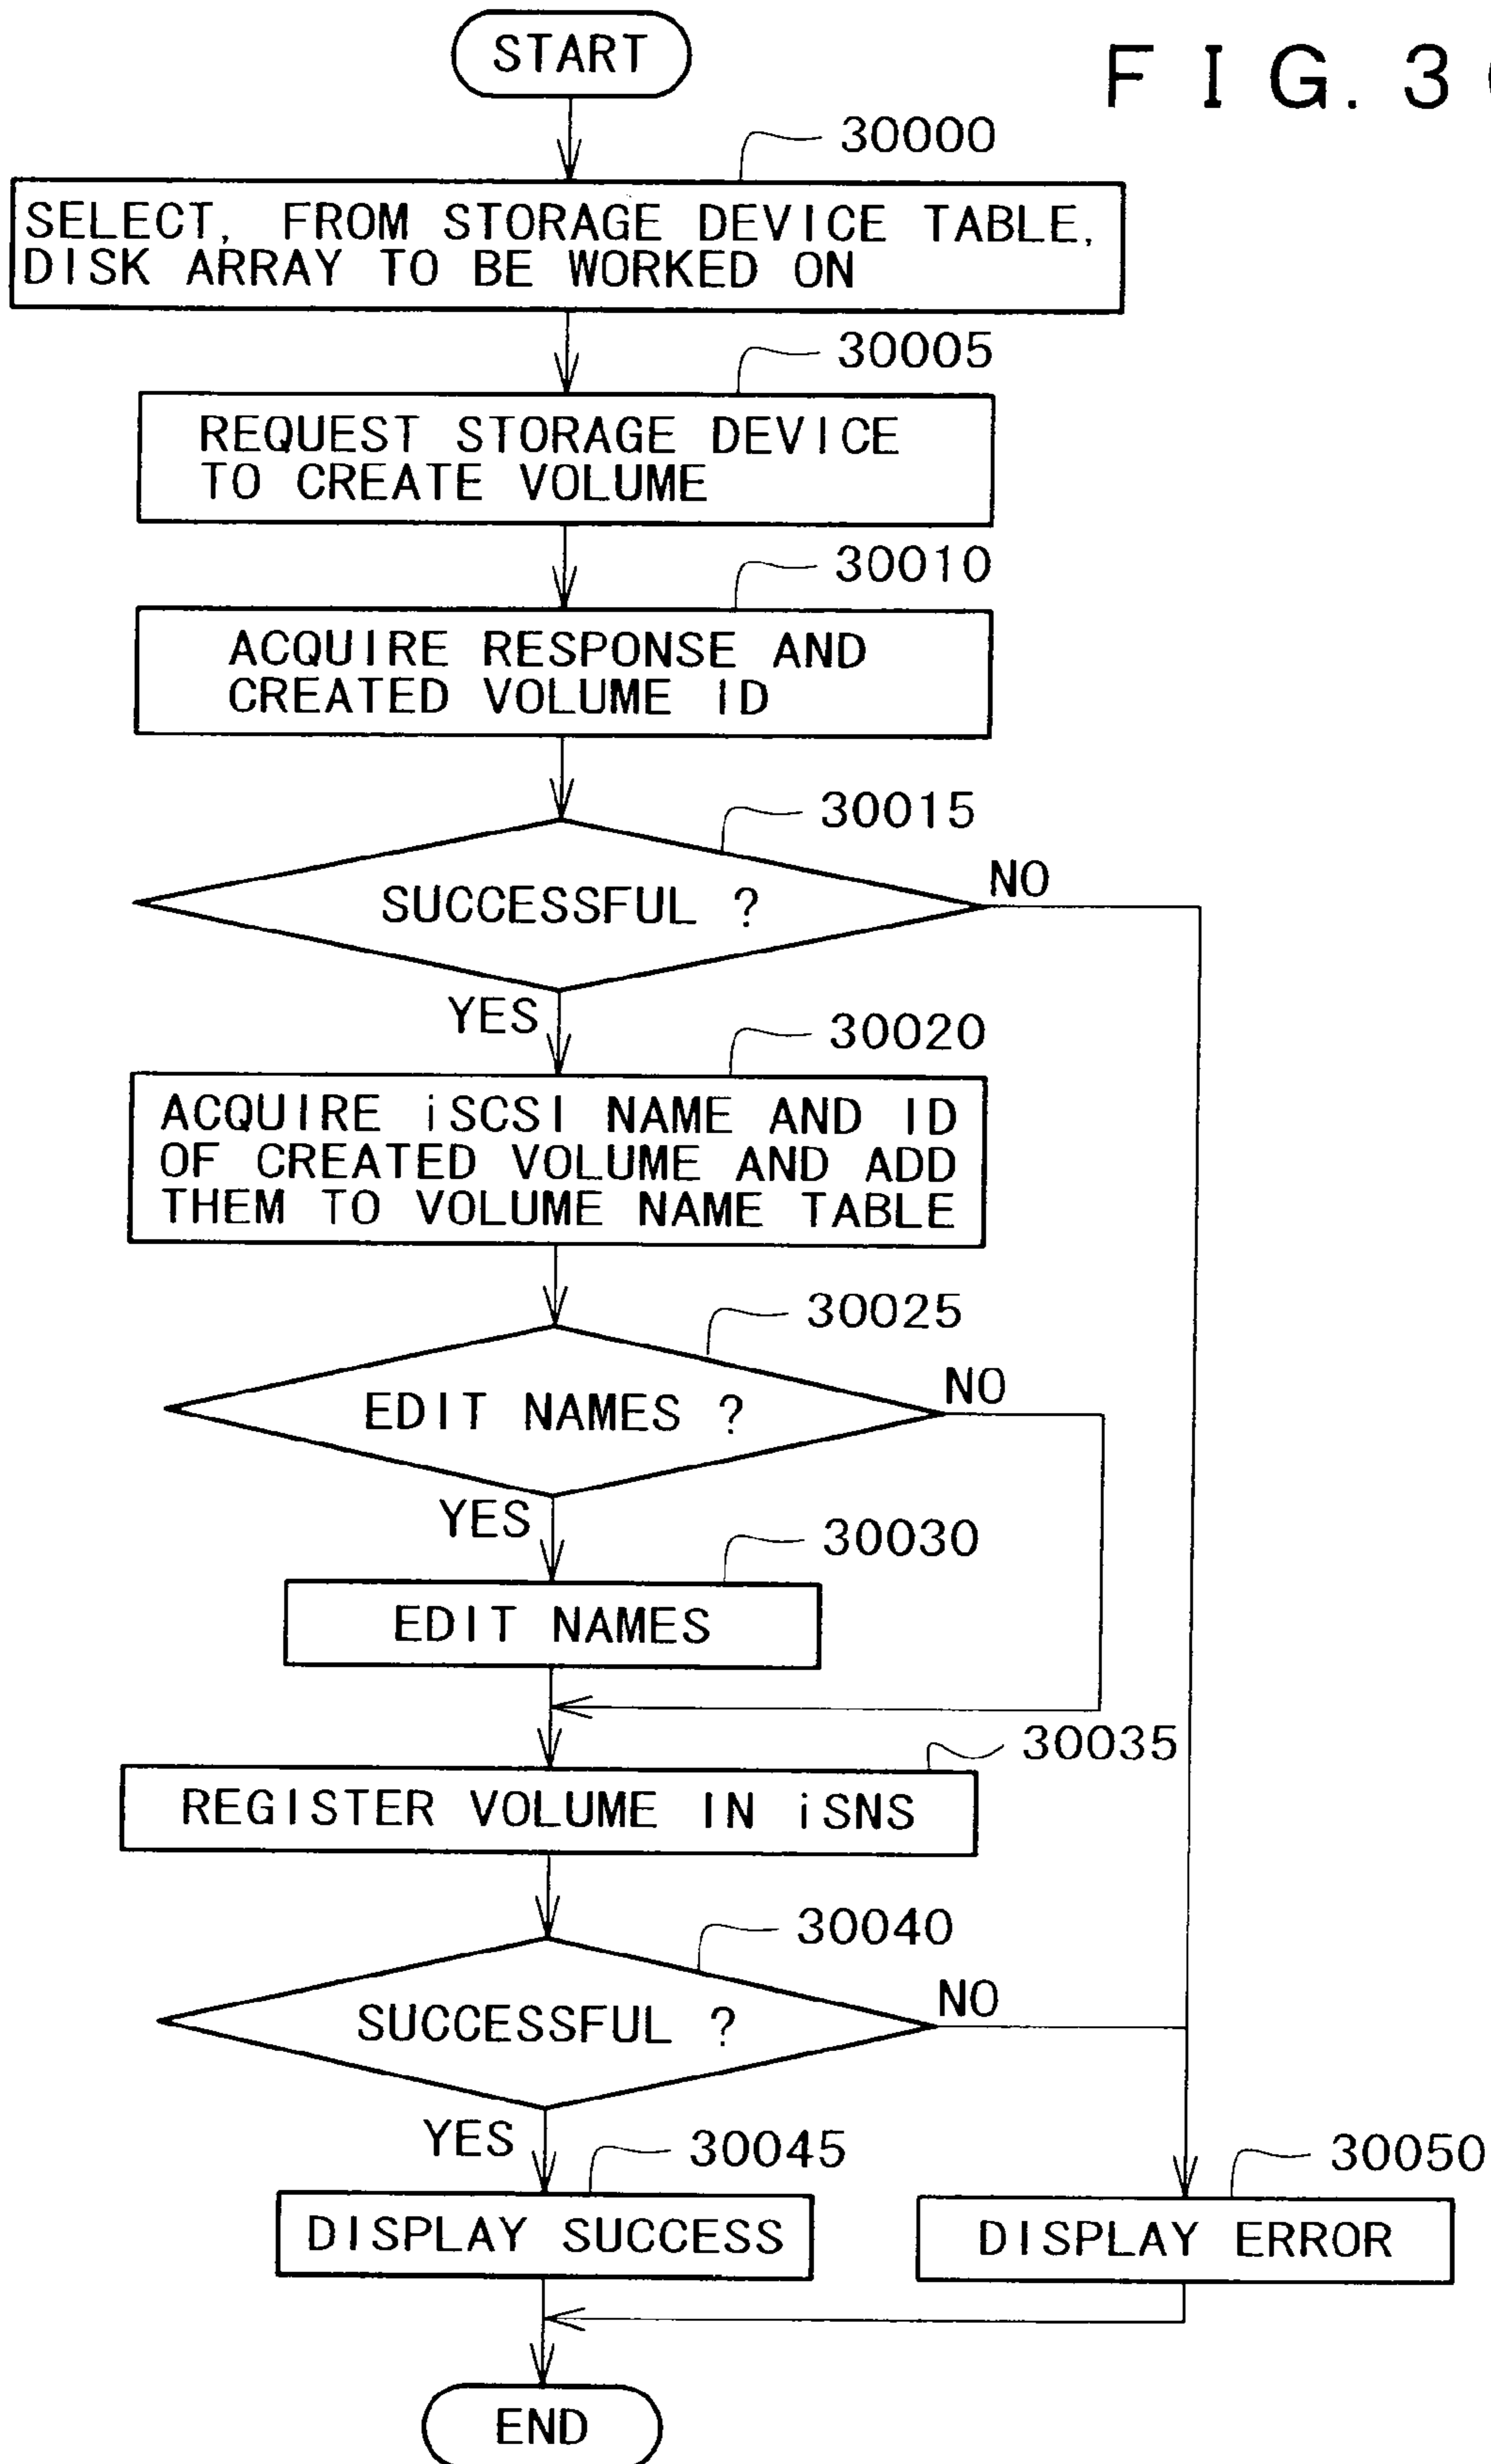 START
FIG. 3
30000
SELECT, FROM STORAGE DEVICE TABLE,
DISK ARRAY TO BE WORKED ON
30005
REQUEST STORAGE DEVICE
TO CREATE VOLUME
30010
ACQUIRE RESPONSE AND
CREATED VOLUME ID
30015
SUCCESSFUL ?
NO
YES
30020
ACQUIRE iSCSI NAME AND ID
OF CREATED VOLUME AND ADD
THEM TO VOLUME NAME TABLE
30025
EDIT NAMES ?
NO
YES
30030
EDIT NAMES
30035
REGISTER VOLUME IN iSNS
30040
SUCCESSFUL ?
NO
YES
30045
DISPLAY SUCCESS
30050
DISPLAY ERROR
END